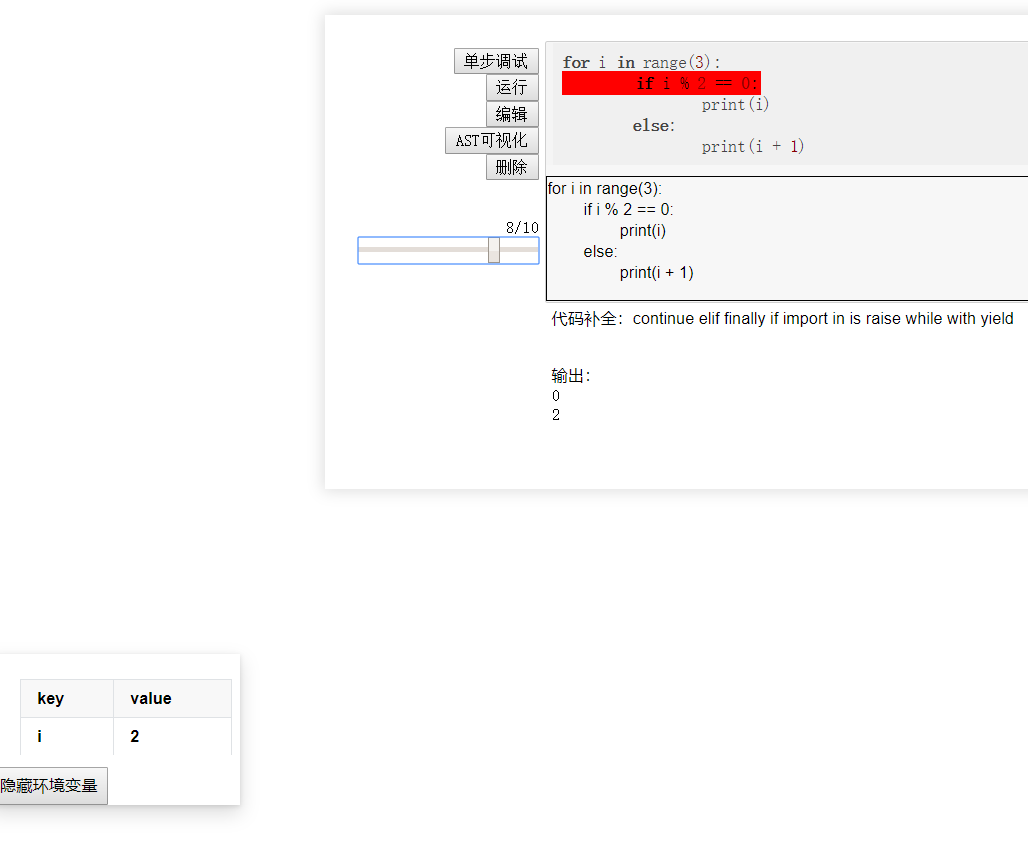 单步调试
运行
编辑
AST可视化
删除
8/10
for i in range(3):
if i % 2 == 0:
print(i)
else:
print(i + 1)
for i in range(3):
if i % 2 == 0:
print(i)
else:
print(i + 1)
代码补全：continue elif finally if import in is raise while with yield
输出：
0
2
key value
i 2
隐藏环境变量